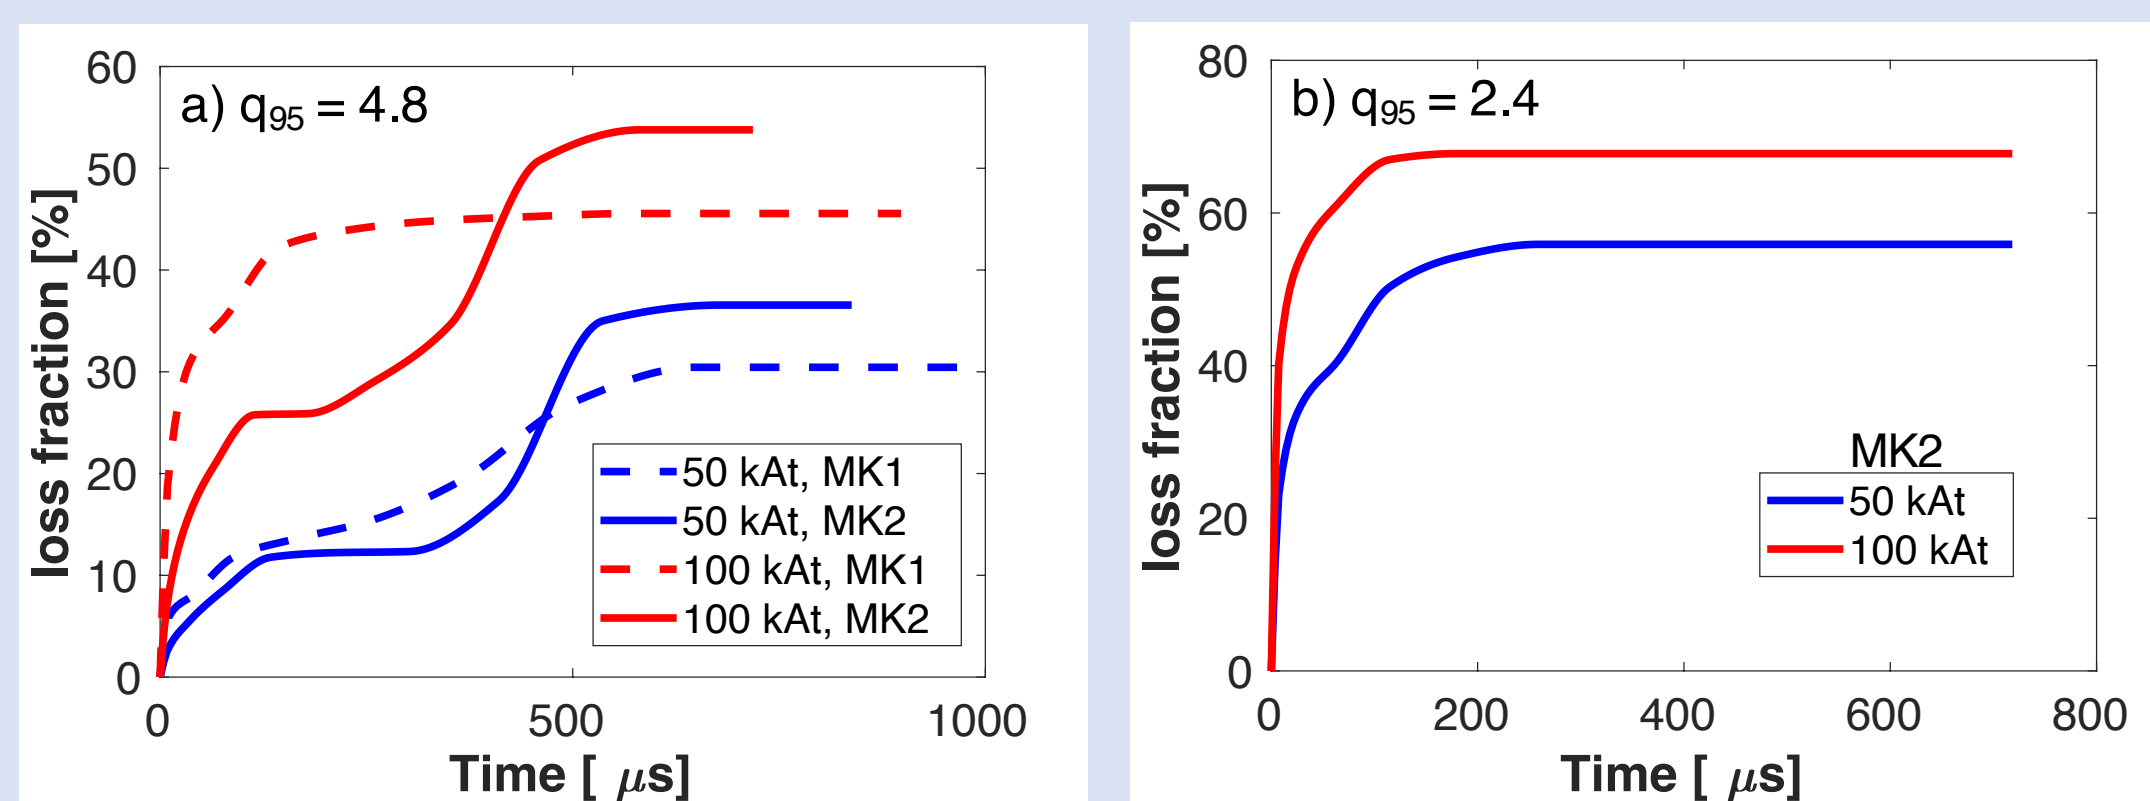 a) q95 = 4.8
loss fraction [%]
60
50
40
30
20
10
0
0 500 1000
Time [ μs]
50 kAt, MK1
50 kAt, MK2
100 kAt, MK1
100 kAt, MK2
b) q95 = 2.4
loss fraction [%]
80
60
40
20
0
0 200 400 600 800
Time [ μs]
MK2
50 kAt
100 kAt